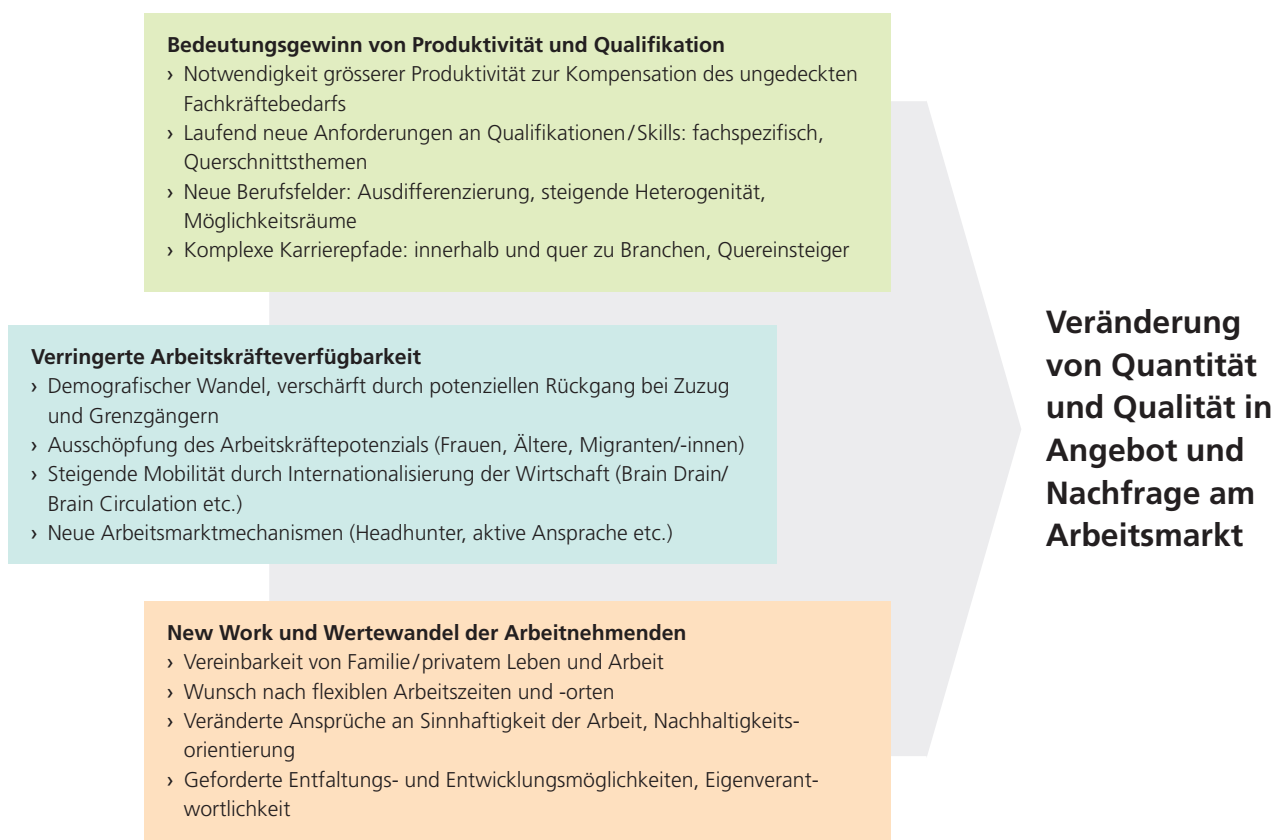 Bedeutungsgewinn von Produktivität und Qualifikation
› Notwendigkeit grösserer Produktivität zur Kompensation des ungedeckten
Fachkräftebedarfs
› Laufend neue Anforderungen an Qualifikationen/Skills: fachspezifisch,
Querschnittsthemen
› Neue Berufsfelder: Ausdifferenzierung, steigende Heterogenität,
Möglichkeitsräume
› Komplexe Karrierepfade: innerhalb und quer zu Branchen, Quereinsteiger
Verringerte Arbeitskräfteverfügbarkeit
› Demografischer Wandel, verschärft durch potenziellen Rückgang bei Zuzug
und Grenzgängern
› Ausschöpfung des Arbeitskräftepotenzials (Frauen, Ältere, Migranten/-innen)
› Steigende Mobilität durch Internationalisierung der Wirtschaft (Brain Drain/
Brain Circulation etc.)
› Neue Arbeitsmarktmechanismen (Headhunter, aktive Ansprache etc.)
New Work und Wertewandel der Arbeitnehmenden
› Vereinbarkeit von Familie/privatem Leben und Arbeit
› Wunsch nach flexiblen Arbeitszeiten und -orten
› Veränderte Ansprüche an Sinnhaftigkeit der Arbeit, Nachhaltigkeits-
orientierung
› Geforderte Entfaltungs- und Entwicklungsmöglichkeiten, Eigenverant-
wortlichkeit
Veränderung
von Quantität
und Qualität in
Angebot und
Nachfrage am
Arbeitsmarkt